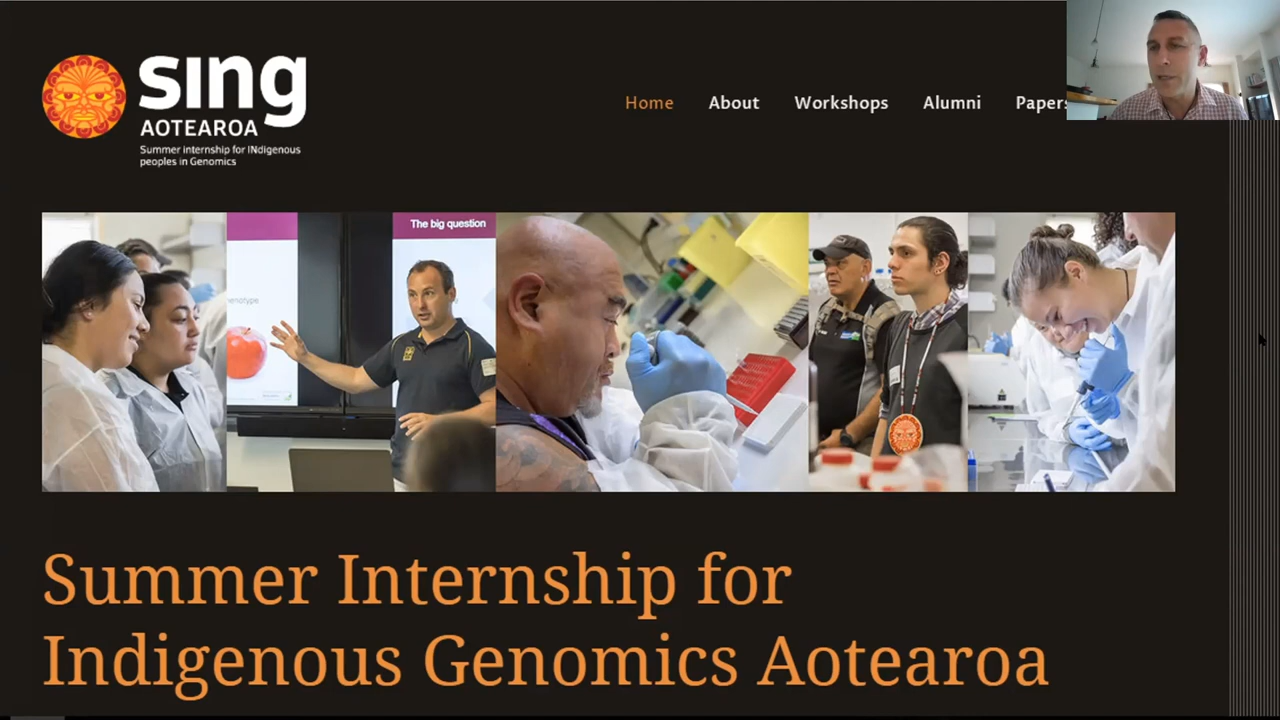 sing
AOTEAROA
Summer internship for INdigenous
peoples in Genomics
Home About Workshops Alumni Papers
The big question
Summer Internship for
Indigenous Genomics Aotearoa